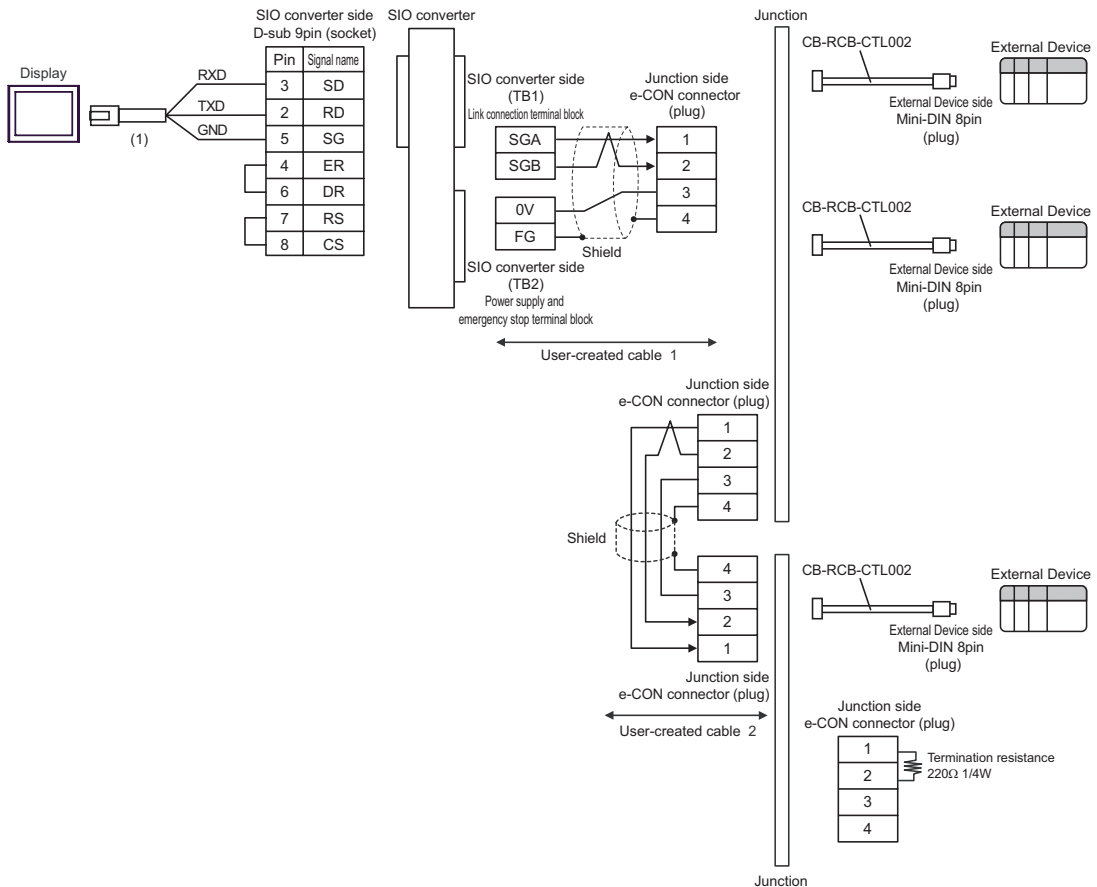 SIO converter side
D-sub 9pin (socket)
SIO converter
Junction
Display
RXD
TXD
GND
(1)
Pin Signal name
3 SD
2 RD
5 SG
4 ER
6 DR
7 RS
8 CS
SIO converter side
(TB1)
Link connection terminal block
SGA
SGB
0V
FG
Shield
Junction side
e-CON connector
(plug)
1
2
3
4
SIO converter side
(TB2)
Power supply and
emergency stop terminal block
User-created cable 1
CB-RCB-CTL002
External Device
External Device side
Mini-DIN 8pin
(plug)
CB-RCB-CTL002
External Device
External Device side
Mini-DIN 8pin
(plug)
Junction side
e-CON connector (plug)
1
2
3
4
Shield
4
3
2
1
Junction side
e-CON connector (plug)
User-created cable 2
CB-RCB-CTL002
External Device
External Device side
Mini-DIN 8pin
(plug)
Junction side
e-CON connector (plug)
1
2
3
4
Termination resistance
220Ω 1/4W
Junction